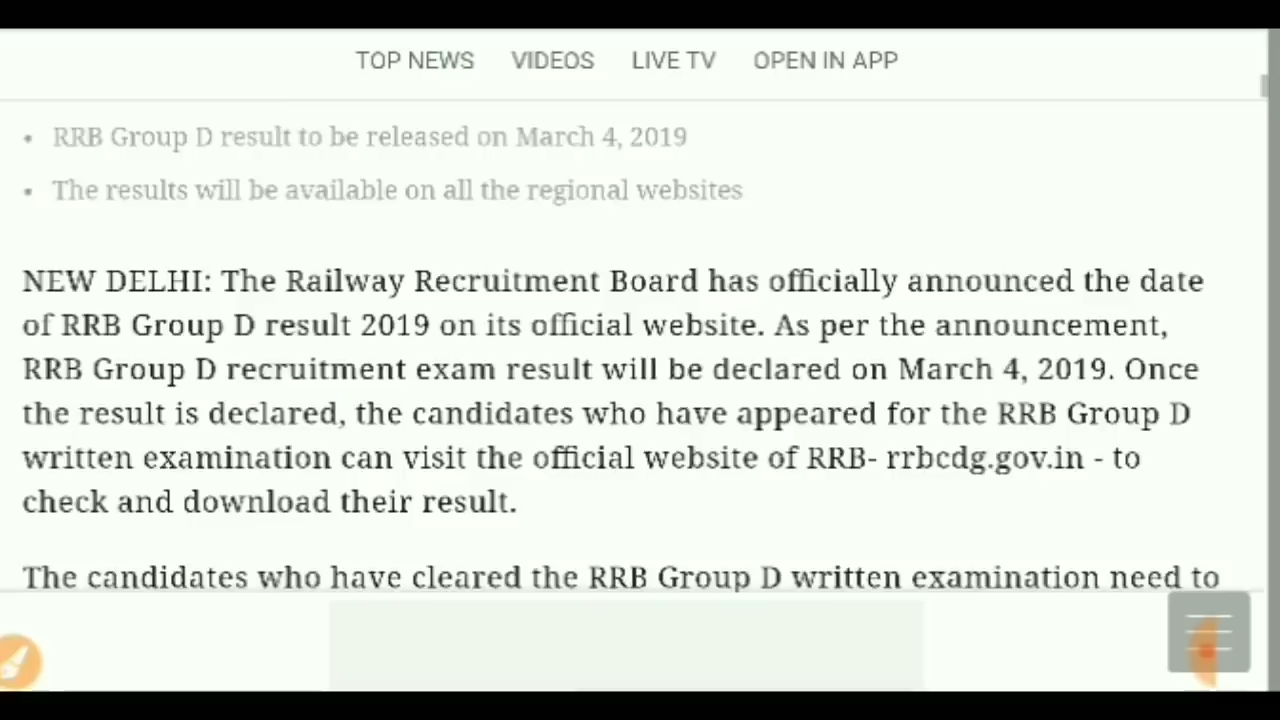 TOP NEWS VIDEOS LIVE TV OPEN IN APP
• RRB Group D result to be released on March 4, 2019
• The results will be available on all the regional websites
NEW DELHI: The Railway Recruitment Board has officially announced the date
of RRB Group D result 2019 on its official website. As per the announcement,
RRB Group D recruitment exam result will be declared on March 4, 2019. Once
the result is declared, the candidates who have appeared for the RRB Group D
written examination can visit the official website of RRB- rrbcdg.gov.in - to
check and download their result.
The candidates who have cleared the RRB Group D written examination need to